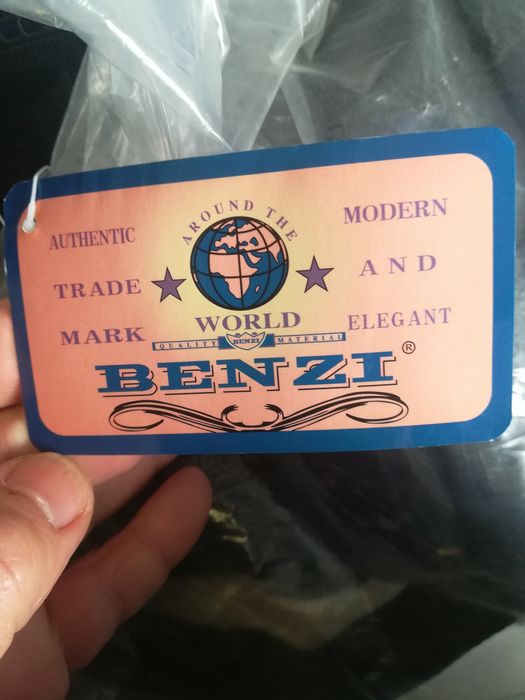 AUTHENTIC
TRADE
MARK
AROUND THE
WORLD
MODERN
AND
ELEGANT
QUALITY BENZI MATERIAL
BENZI®